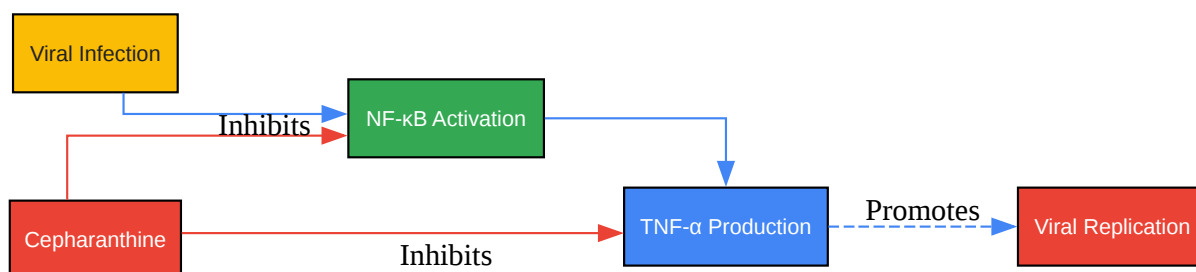 Viral Infection
NF-κB Activation
Inhibits
Cepharanthine
TNF-α Production
Promotes
Viral Replication
Inhibits